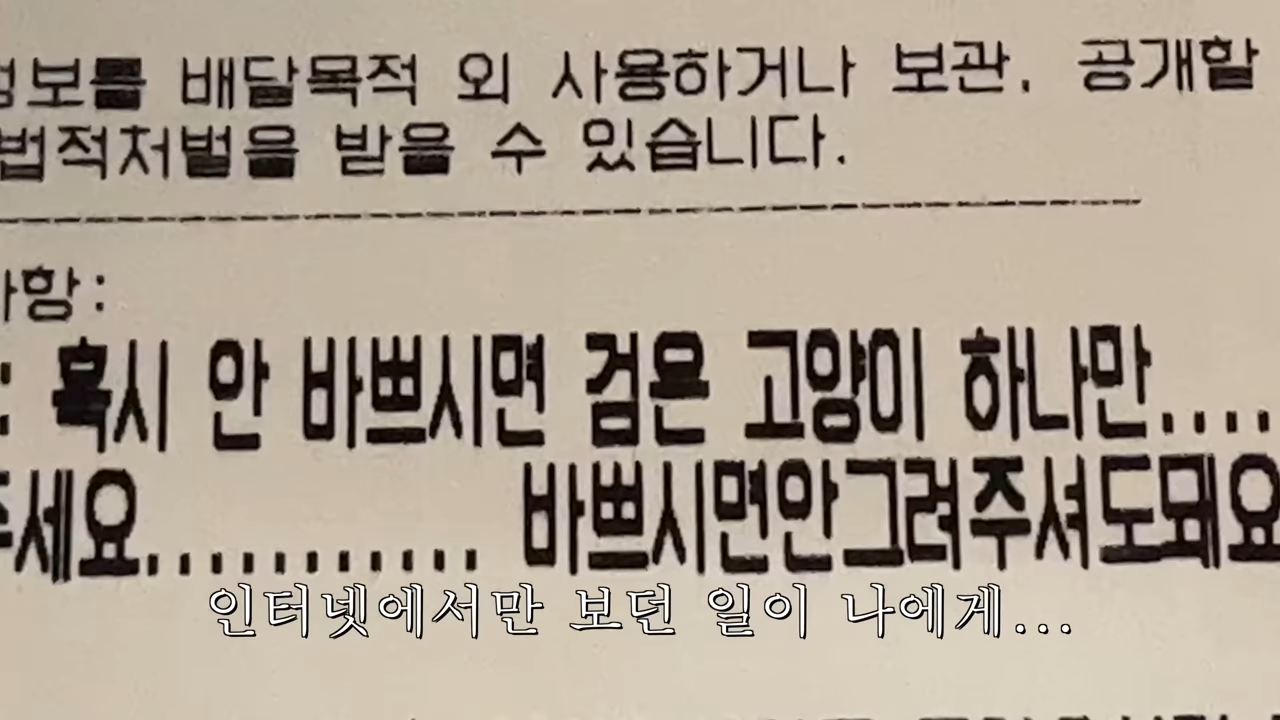 정보를 배달목적 외 사용하거나 보관, 공개할
법적처벌을 받을 수 있습니다.
사항:
: 혹시 안 바쁘시면 검은 고양이 하나만....
주세요........... 바쁘시면안그려주셔도돼요
인터넷에서만 보던 일이 나에게...